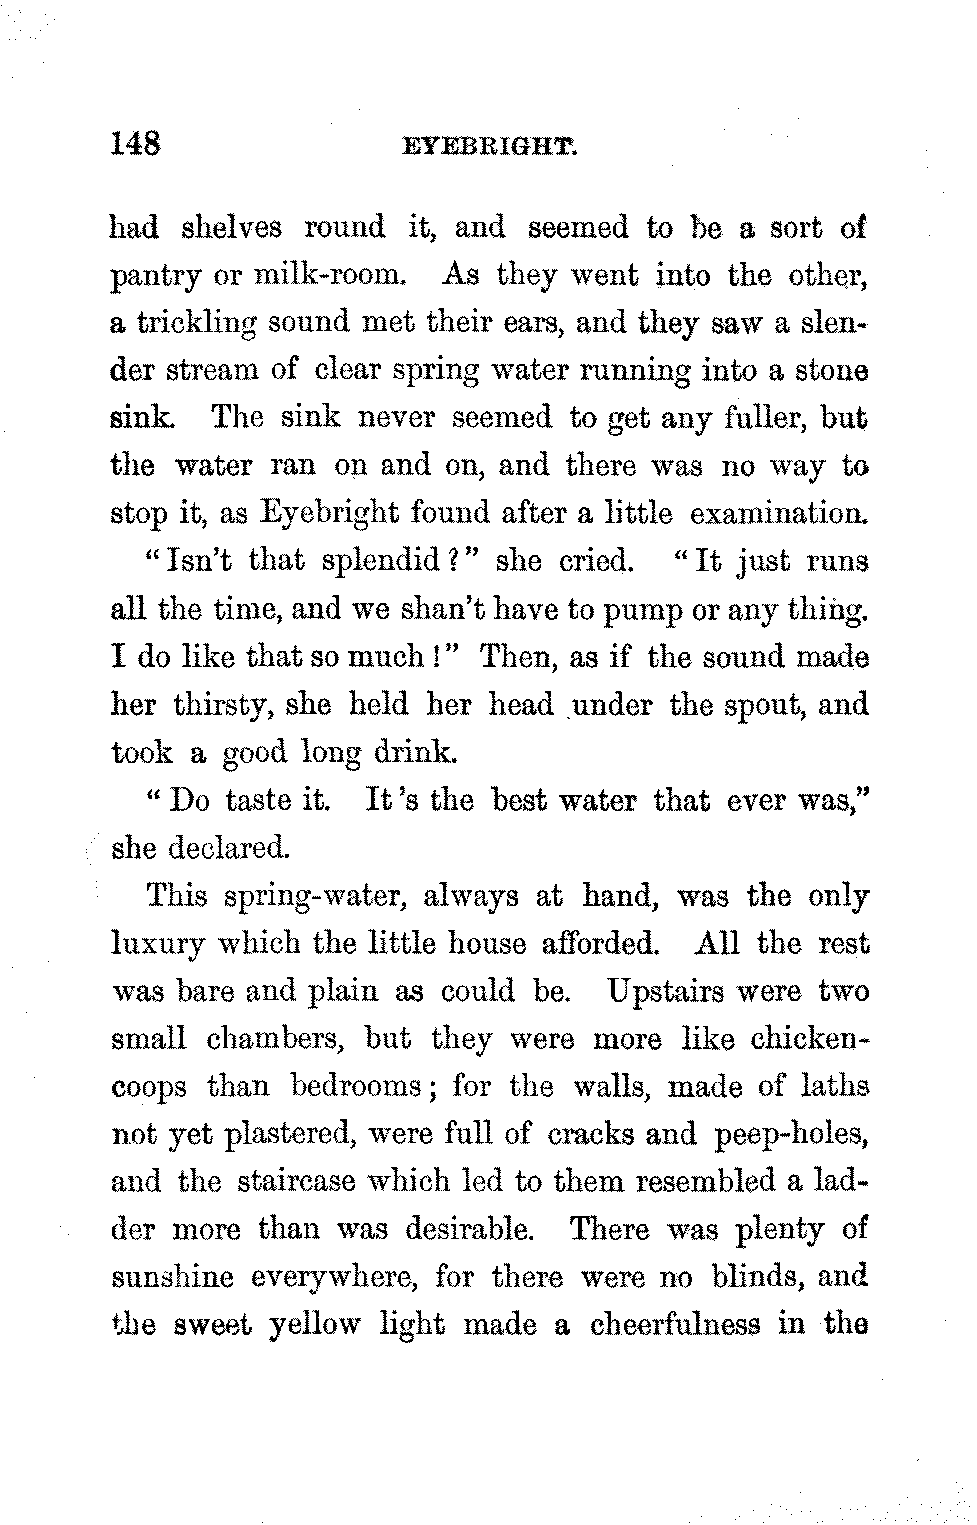 148 EYEBRIGHT.
had shelves round it, and seemed to be a sort of
pantry or milk-room. As they went into the other,
a trickling sound met their ears, and they saw a slen-
der stream of clear spring water running into a stone
sink. The sink never seemed to get any fuller, but
the water ran on and on, and there was no way to
stop it, as Eyebright found after a little examination.
"Isn't that splendid?" she cried. "It just runs
all the time, and we shan't have to pump or any thing.
I do like that so much!" Then, as if the sound made
her thirsty, she held her head under the spout, and
took a good long drink.
"Do taste it. It's the best water that ever was,"
she declared.
This spring-water, always at hand, was the only
luxury which the little house afforded. All the rest
was bare and plain as could be. Upstairs were two
small chambers, but they were more like chicken-
coops than bedrooms; for the walls, made of laths
not yet plastered, were full of cracks and peep-holes,
and the staircase which led to them resembled a lad-
der more than was desirable. There was plenty of
sunshine everywhere, for there were no blinds, and
the sweet yellow light made a cheerfulness in the